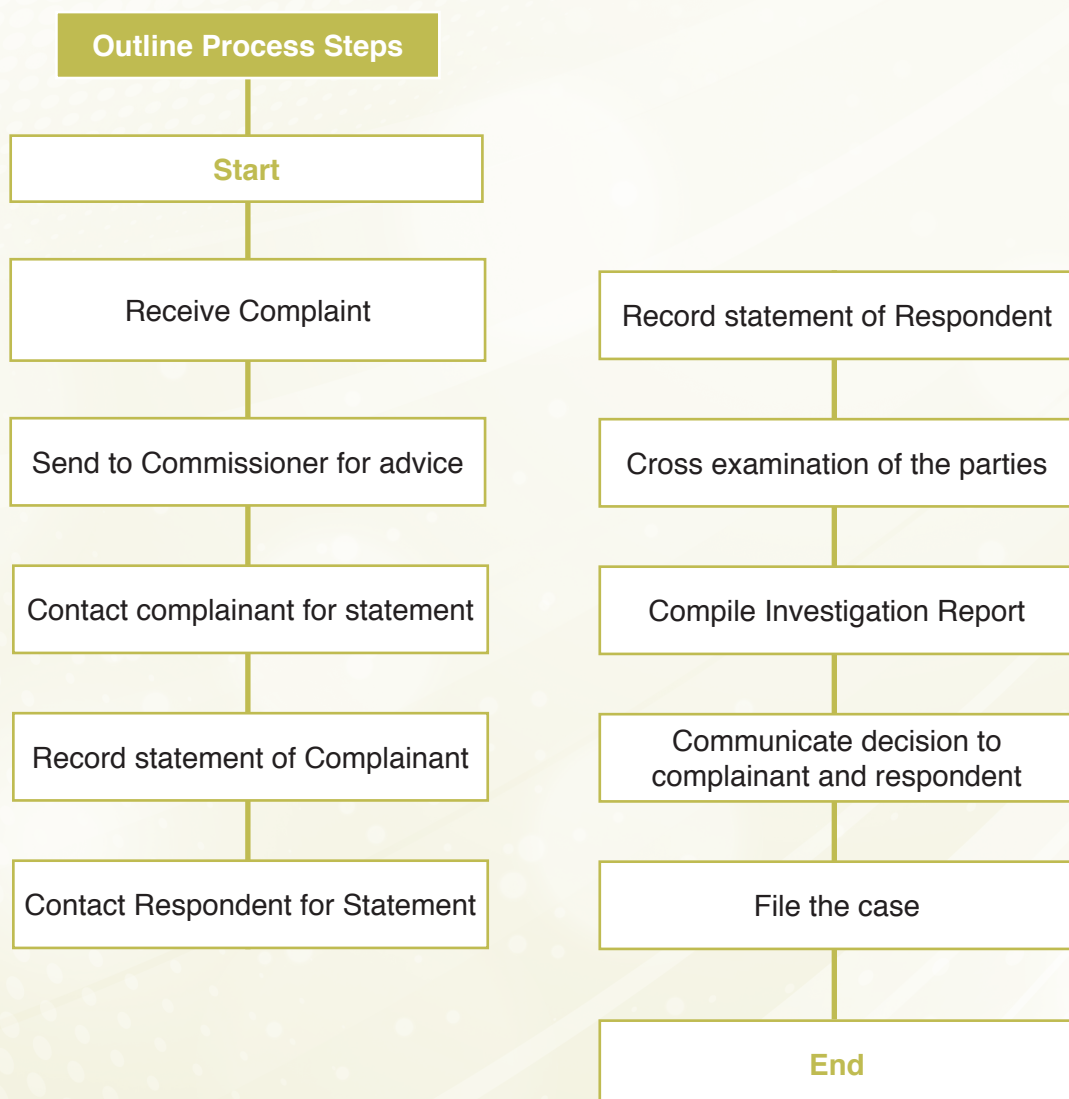 Outline Process Steps
Start
Receive Complaint
Send to Commissioner for advice
Contact complainant for statement
Record statement of Complainant
Contact Respondent for Statement
Record statement of Respondent
Cross examination of the parties
Compile Investigation Report
Communicate decision to
complainant and respondent
File the case
End